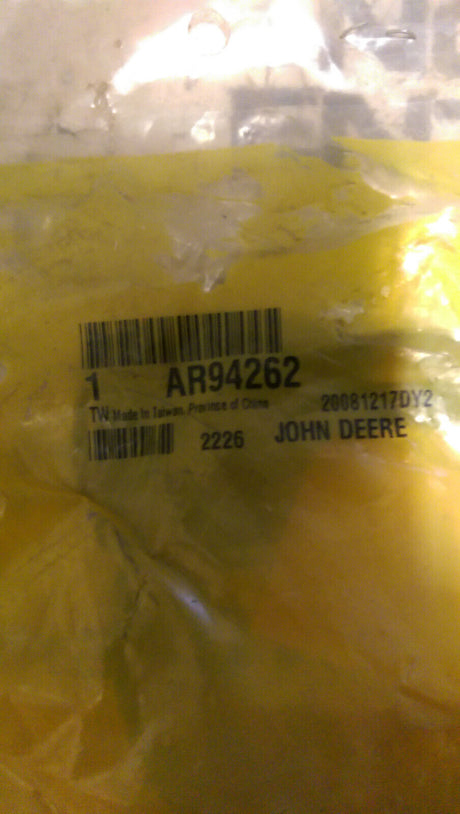 1 AR94262
TW Made in Taiwan, Province of China 20081217DY2
2226 JOHN DEERE